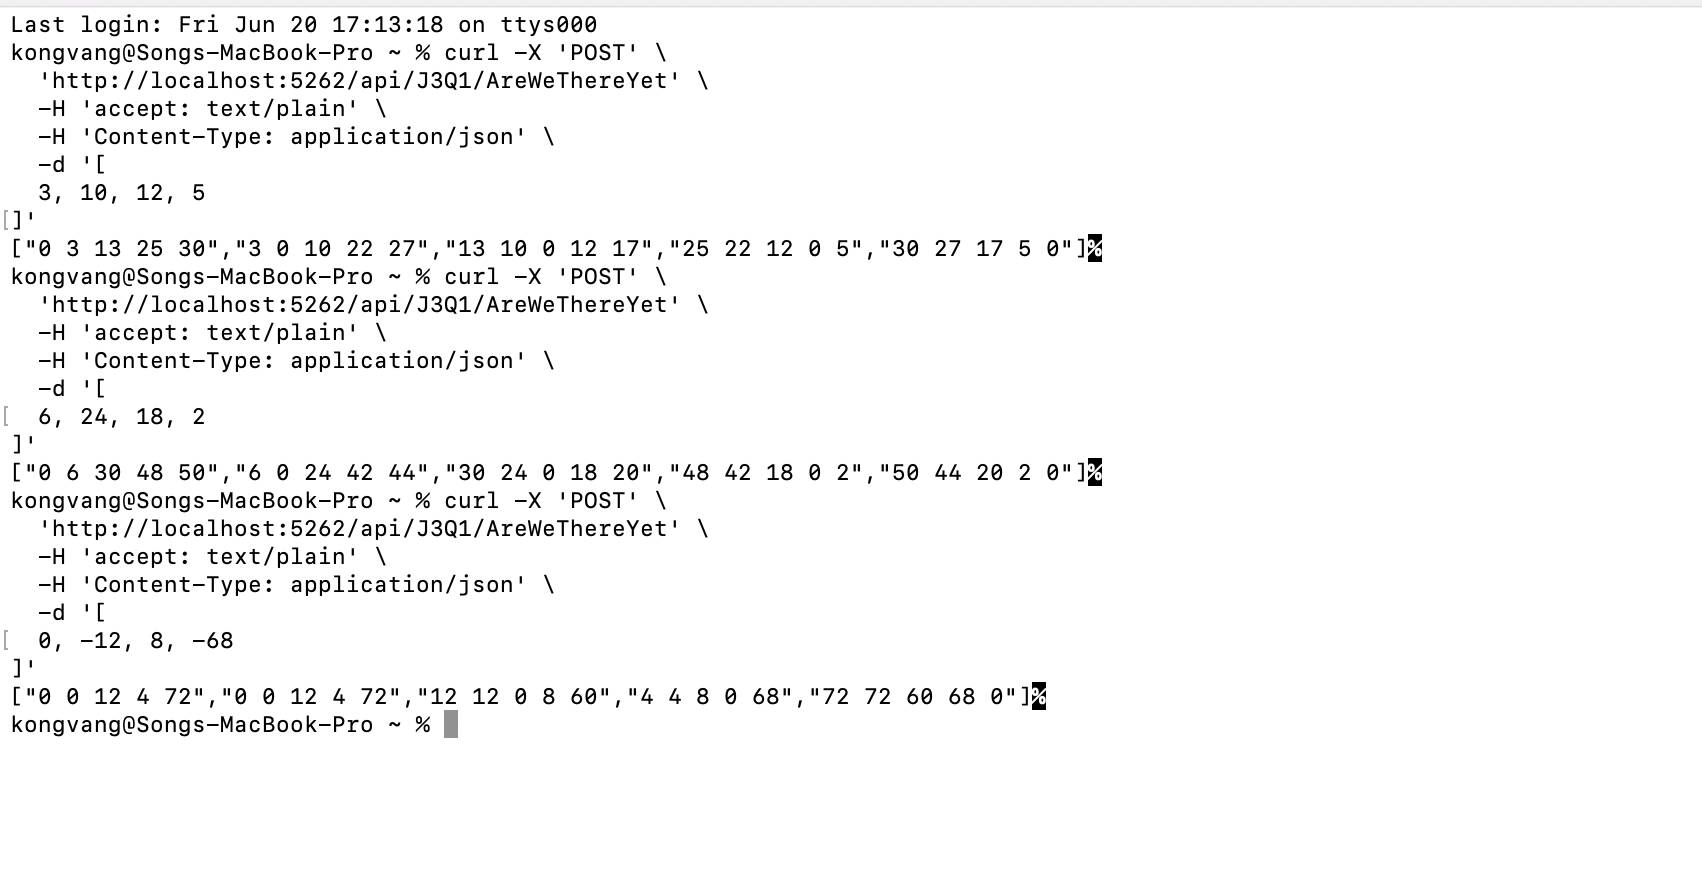 Last login: Fri Jun 20 17:13:18 on ttys000
kongvang@Songs-MacBook-Pro ~ % curl -X 'POST' \
  'http://localhost:5262/api/J3Q1/AreWeThereYet' \
  -H 'accept: text/plain' \
  -H 'Content-Type: application/json' \
  -d '[
  3, 10, 12, 5
[]'
["0 3 13 25 30","3 0 10 22 27","13 10 0 12 17","25 22 12 0 5","30 27 17 5 0"]%
kongvang@Songs-MacBook-Pro ~ % curl -X 'POST' \
  'http://localhost:5262/api/J3Q1/AreWeThereYet' \
  -H 'accept: text/plain' \
  -H 'Content-Type: application/json' \
  -d '[
[  6, 24, 18, 2
]'
["0 6 30 48 50","6 0 24 42 44","30 24 0 18 20","48 42 18 0 2","50 44 20 2 0"]%
kongvang@Songs-MacBook-Pro ~ % curl -X 'POST' \
  'http://localhost:5262/api/J3Q1/AreWeThereYet' \
  -H 'accept: text/plain' \
  -H 'Content-Type: application/json' \
  -d '[
[  0, -12, 8, -68
]'
["0 0 12 4 72","0 0 12 4 72","12 12 0 8 60","4 4 8 0 68","72 72 60 68 0"]%
kongvang@Songs-MacBook-Pro ~ %